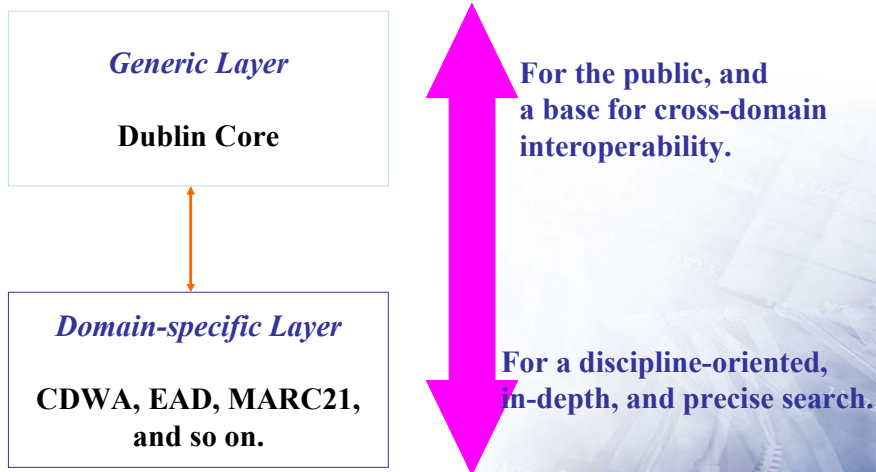 Generic Layer
Dublin Core
For the public, and
a base for cross-domain
interoperability.
Domain-specific Layer
CDWA, EAD, MARC21,
and so on.
For a discipline-oriented,
in-depth, and precise search.